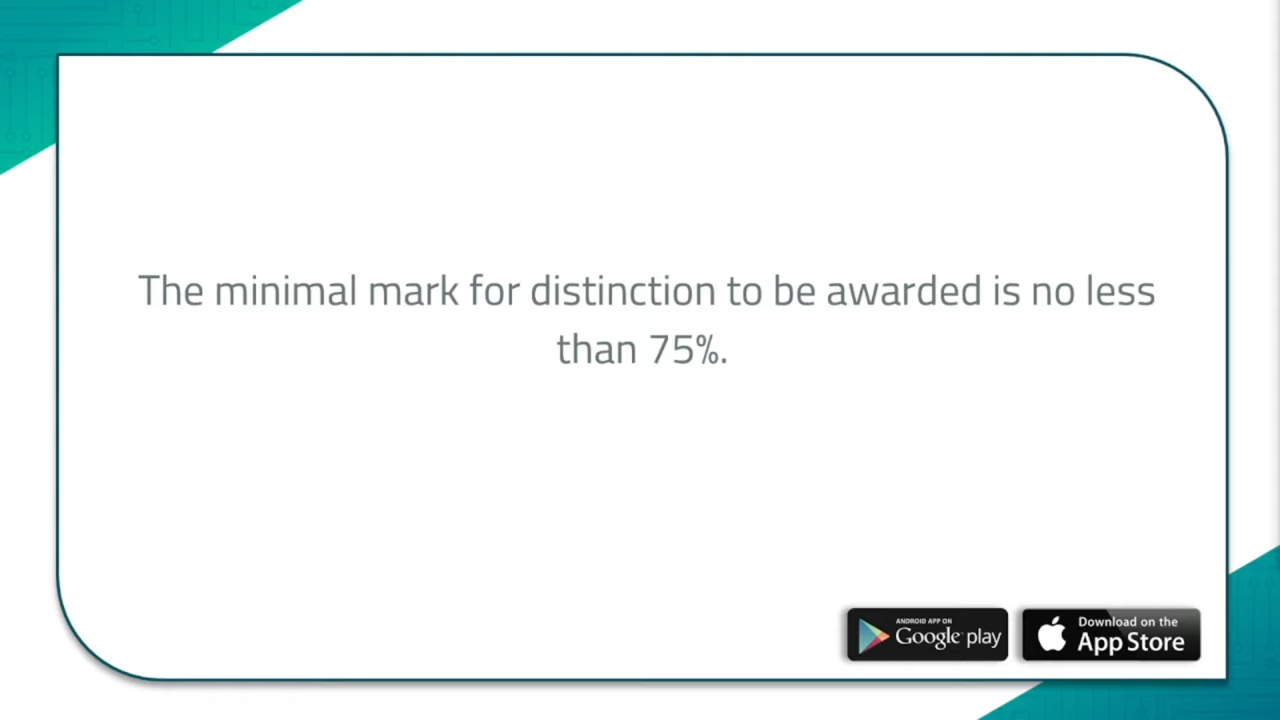 The minimal mark for distinction to be awarded is no less
than 75%.
ANDROID APP ON
Google play
Download on the
App Store